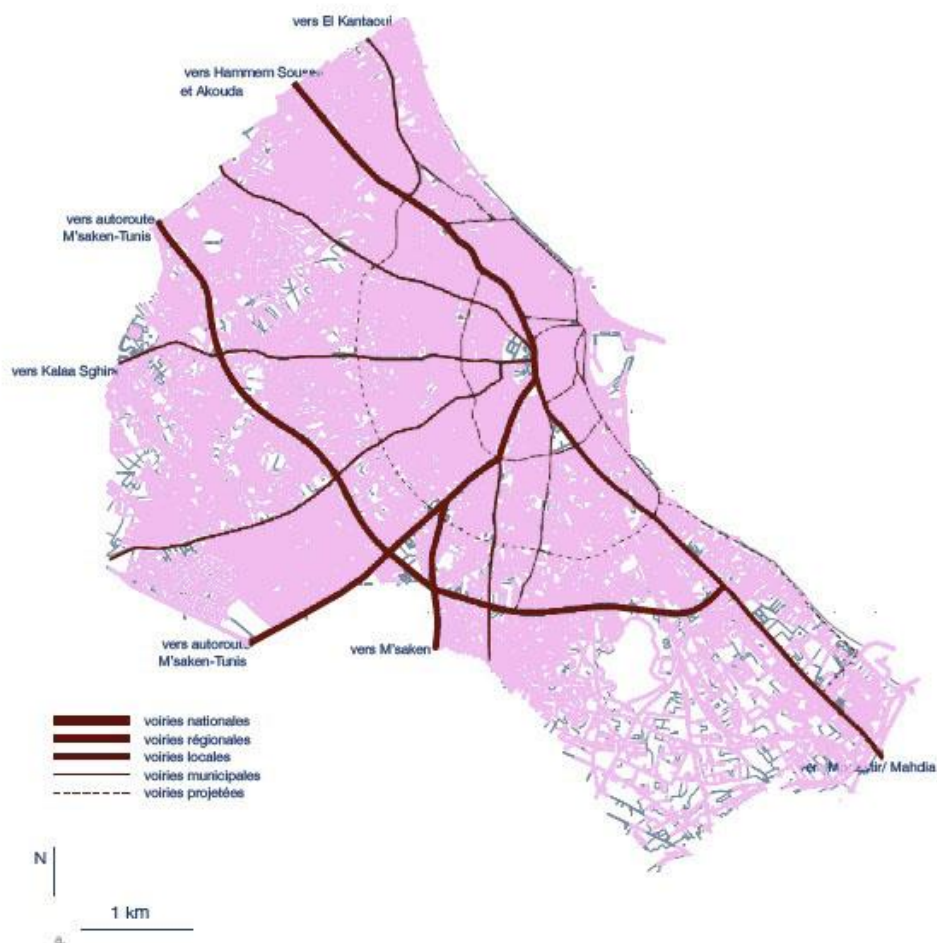 vers El Kantaoui
vers Hammem Sousse
et Akouda
vers autoroute
M'saken-Tunis
vers Kalaa Sghir
vers autoroute
M'saken-Tunis
vers M'saken
voiries nationales
voiries régionales
voiries locales
voiries municipales
voiries projetées
/ Mahdia
N
1 km
a.